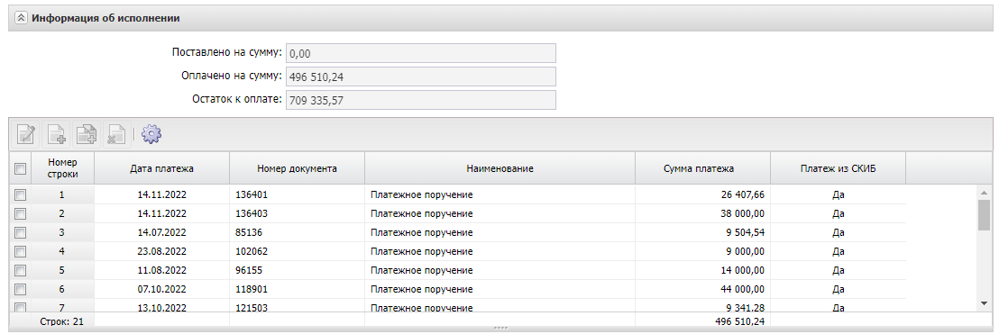 Информация об исполнении
Поставлено на сумму: 0,00
Оплачено на сумму: 496 510,24
Остаток к оплате: 709 335,57
Номер строки Дата платежа Номер документа Наименование Сумма платежа Платеж из СКИБ
1 14.11.2022 136401 Платежное поручение 26 407,66 Да
2 14.11.2022 136403 Платежное поручение 38 000,00 Да
3 14.07.2022 85136 Платежное поручение 9 504,54 Да
4 23.08.2022 102062 Платежное поручение 9 000,00 Да
5 11.08.2022 96155 Платежное поручение 14 000,00 Да
6 07.10.2022 118901 Платежное поручение 44 000,00 Да
7 13.10.2022 121503 Платежное поручение 9 341,28 Да
Строк: 21 496 510,24